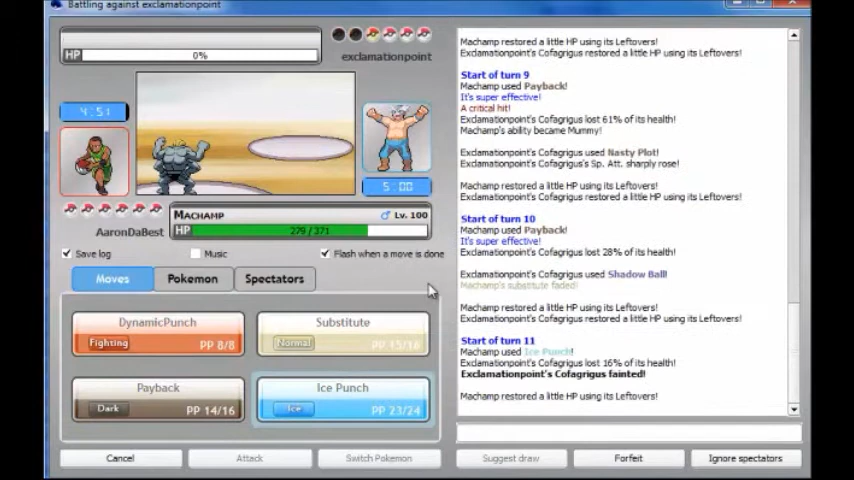 Battling against exclamationpoint
HP
0%
exclamationpoint
4:51
5:00
MACHAMP
Lv. 100
HP
279 / 371
AaronDaBest
Save log
Music
Flash when a move is done
Moves
Pokemon
Spectators
DynamicPunch
Fighting
PP 8/8
Substitute
Normal
PP 15/16
Payback
Dark
PP 14/16
Ice Punch
Ice
PP 23/24
Cancel
Attack
Switch Pokemon
Machamp restored a little HP using its Leftovers!
Exclamationpoint's Cofagrigus restored a little HP using its Leftovers!
Start of turn 9
Machamp used Payback!
It's super effective!
A critical hit!
Exclamationpoint's Cofagrigus lost 61% of its health!
Machamp's ability became Mummy!
Exclamationpoint's Cofagrigus used Nasty Plot!
Exclamationpoint's Cofagrigus's Sp. Att. sharply rose!
Machamp restored a little HP using its Leftovers!
Exclamationpoint's Cofagrigus restored a little HP using its Leftovers!
Start of turn 10
Machamp used Payback!
It's super effective!
Exclamationpoint's Cofagrigus lost 28% of its health!
Exclamationpoint's Cofagrigus used Shadow Ball!
Machamp's substitute faded!
Machamp restored a little HP using its Leftovers!
Exclamationpoint's Cofagrigus restored a little HP using its Leftovers!
Start of turn 11
Machamp used Ice Punch!
Exclamationpoint's Cofagrigus lost 16% of its health!
Exclamationpoint's Cofagrigus fainted!
Machamp restored a little HP using its Leftovers!
Suggest draw
Forfeit
Ignore spectators